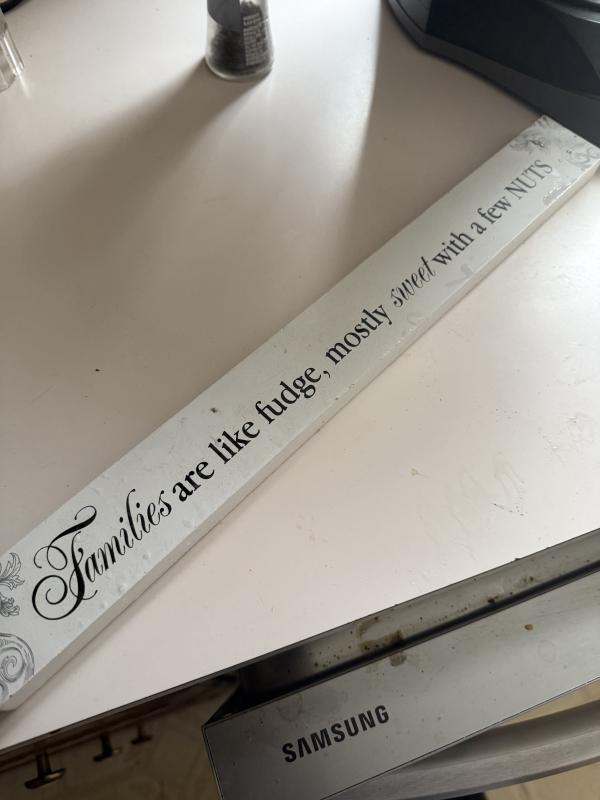 Families are like fudge, mostly sweet with a few NUTS
SAMSUNG